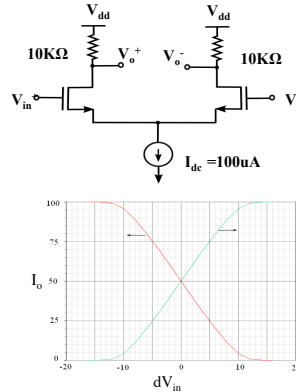 Vdd Vdd
10KΩ Vo+ Vo- 10KΩ
Vin V
Idc =100uA
100
75
Io 50
25
0
-20 -10 0 10 2
dVin